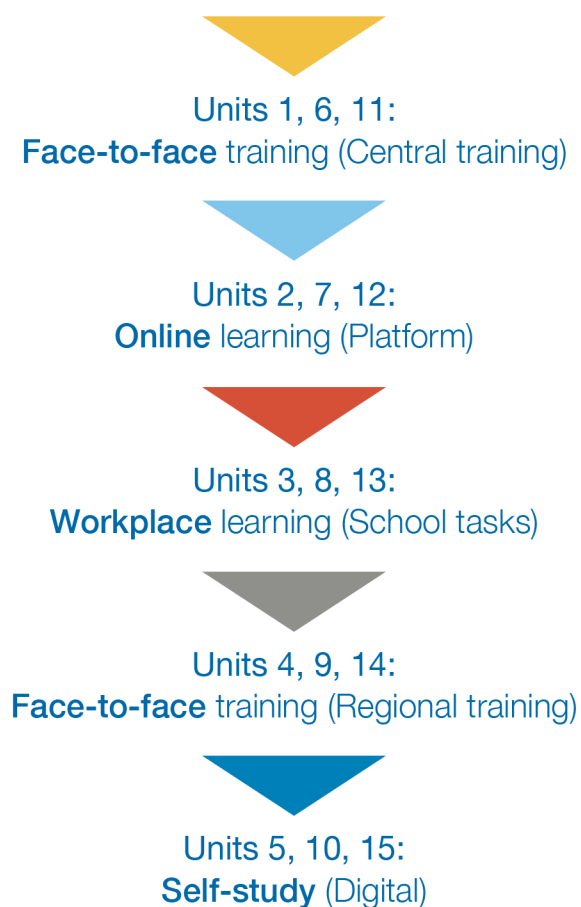 Units 1, 6, 11:
Face-to-face training (Central training)
Units 2, 7, 12:
Online learning (Platform)
Units 3, 8, 13:
Workplace learning (School tasks)
Units 4, 9, 14:
Face-to-face training (Regional training)
Units 5, 10, 15:
Self-study (Digital)